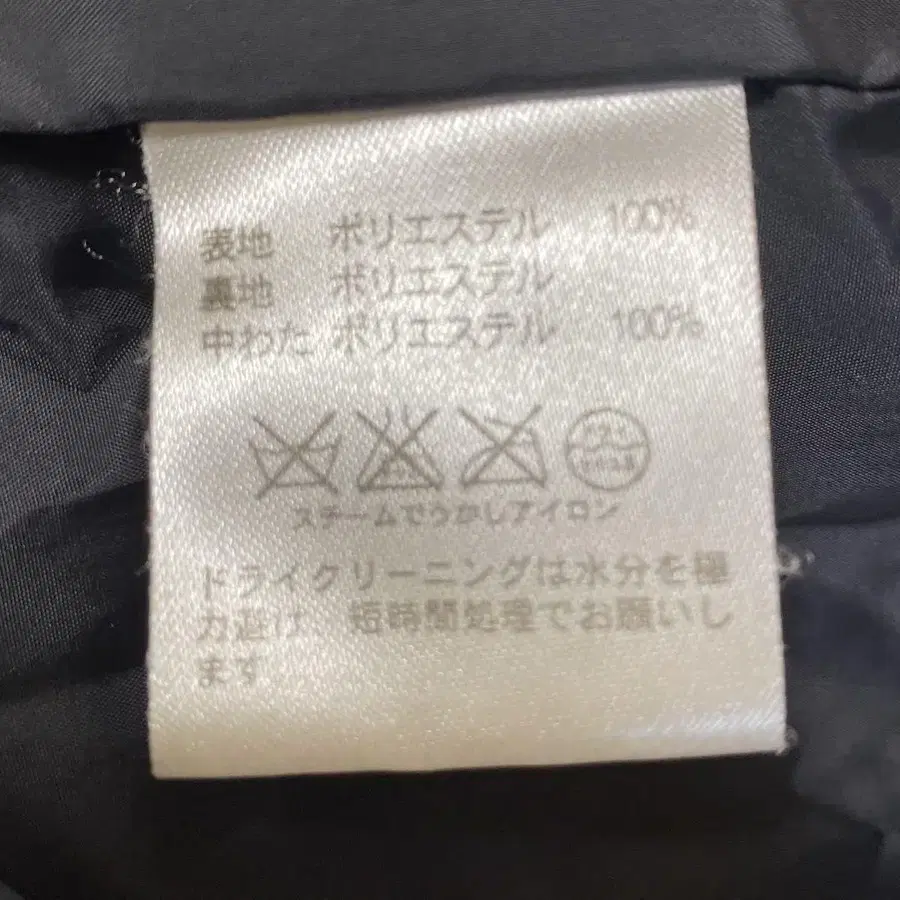 表地 ポリエステル 100%
裏地 ポリエステル
中わた ポリエステル 100%
スチームでうかしアイロン
ドライクリーニングは水分を極
力避け、短時間処理でお願いし
ます